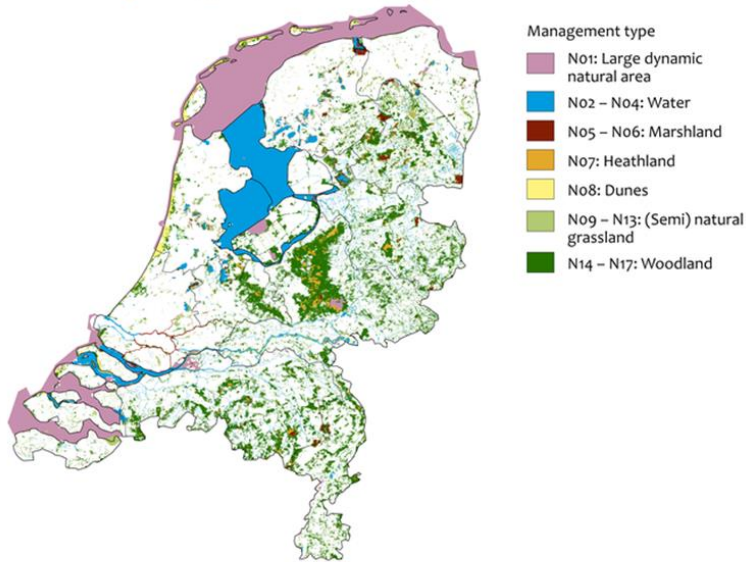 Management type
N01: Large dynamic
natural area
N02 – N04: Water
N05 – N06: Marshland
N07: Heathland
N08: Dunes
N09 – N13: (Semi) natural
grassland
N14 – N17: Woodland